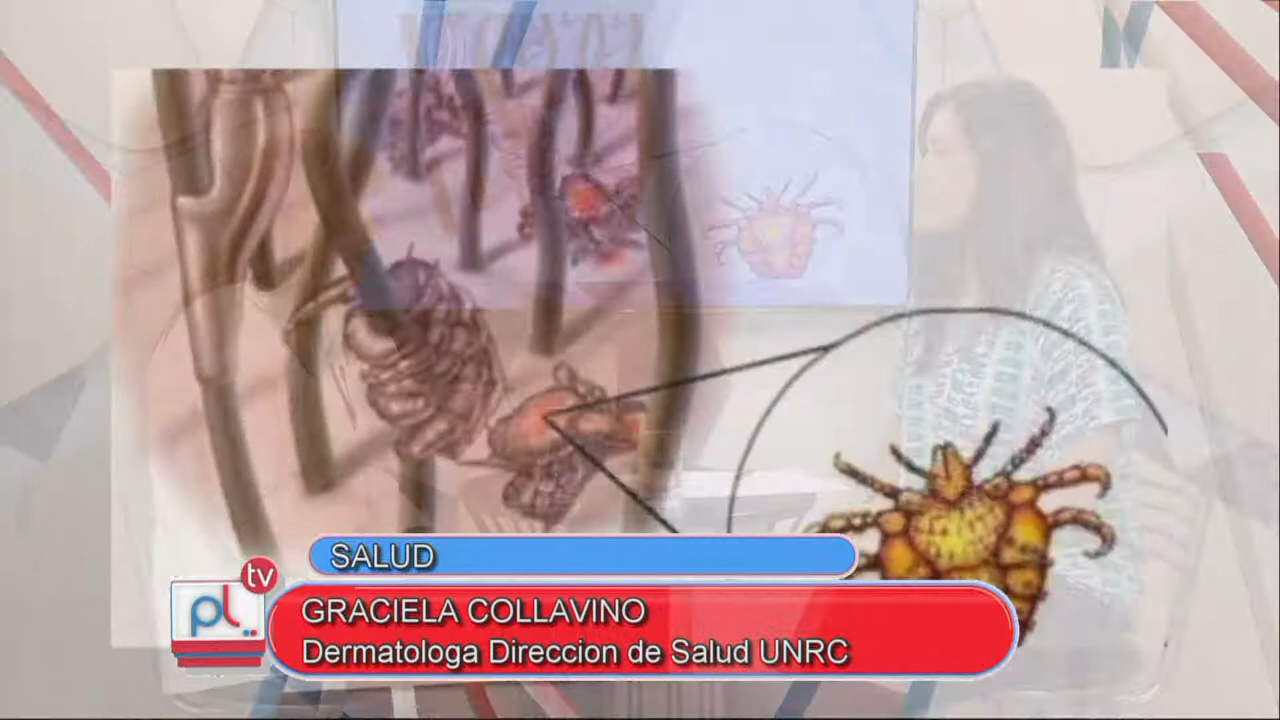 SALUD
tv
pl..
GRACIELA COLLAVINO
Dermatologa Direccion de Salud UNRC